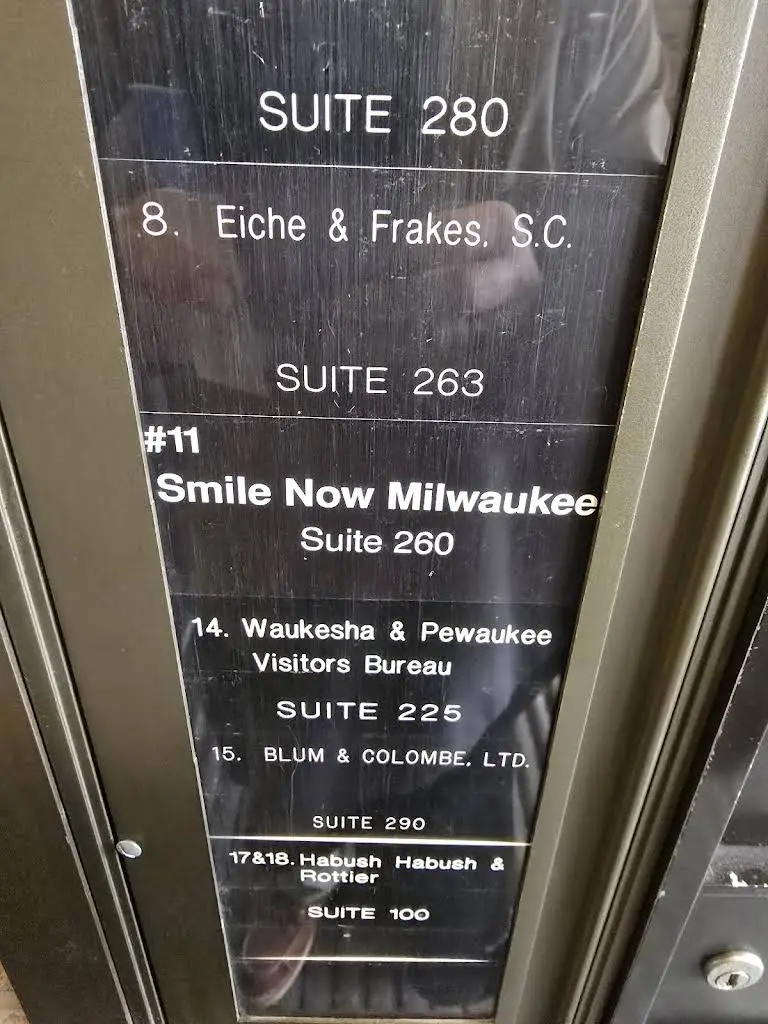 SUITE 280
8. Eiche & Frakes, S.C.
SUITE 263
#11
Smile Now Milwaukee
Suite 260
14. Waukesha & Pewaukee
Visitors Bureau
SUITE 225
15. BLUM & COLOMBE, LTD.
SUITE 290
17&18. Habush Habush &
Rottier
SUITE 100